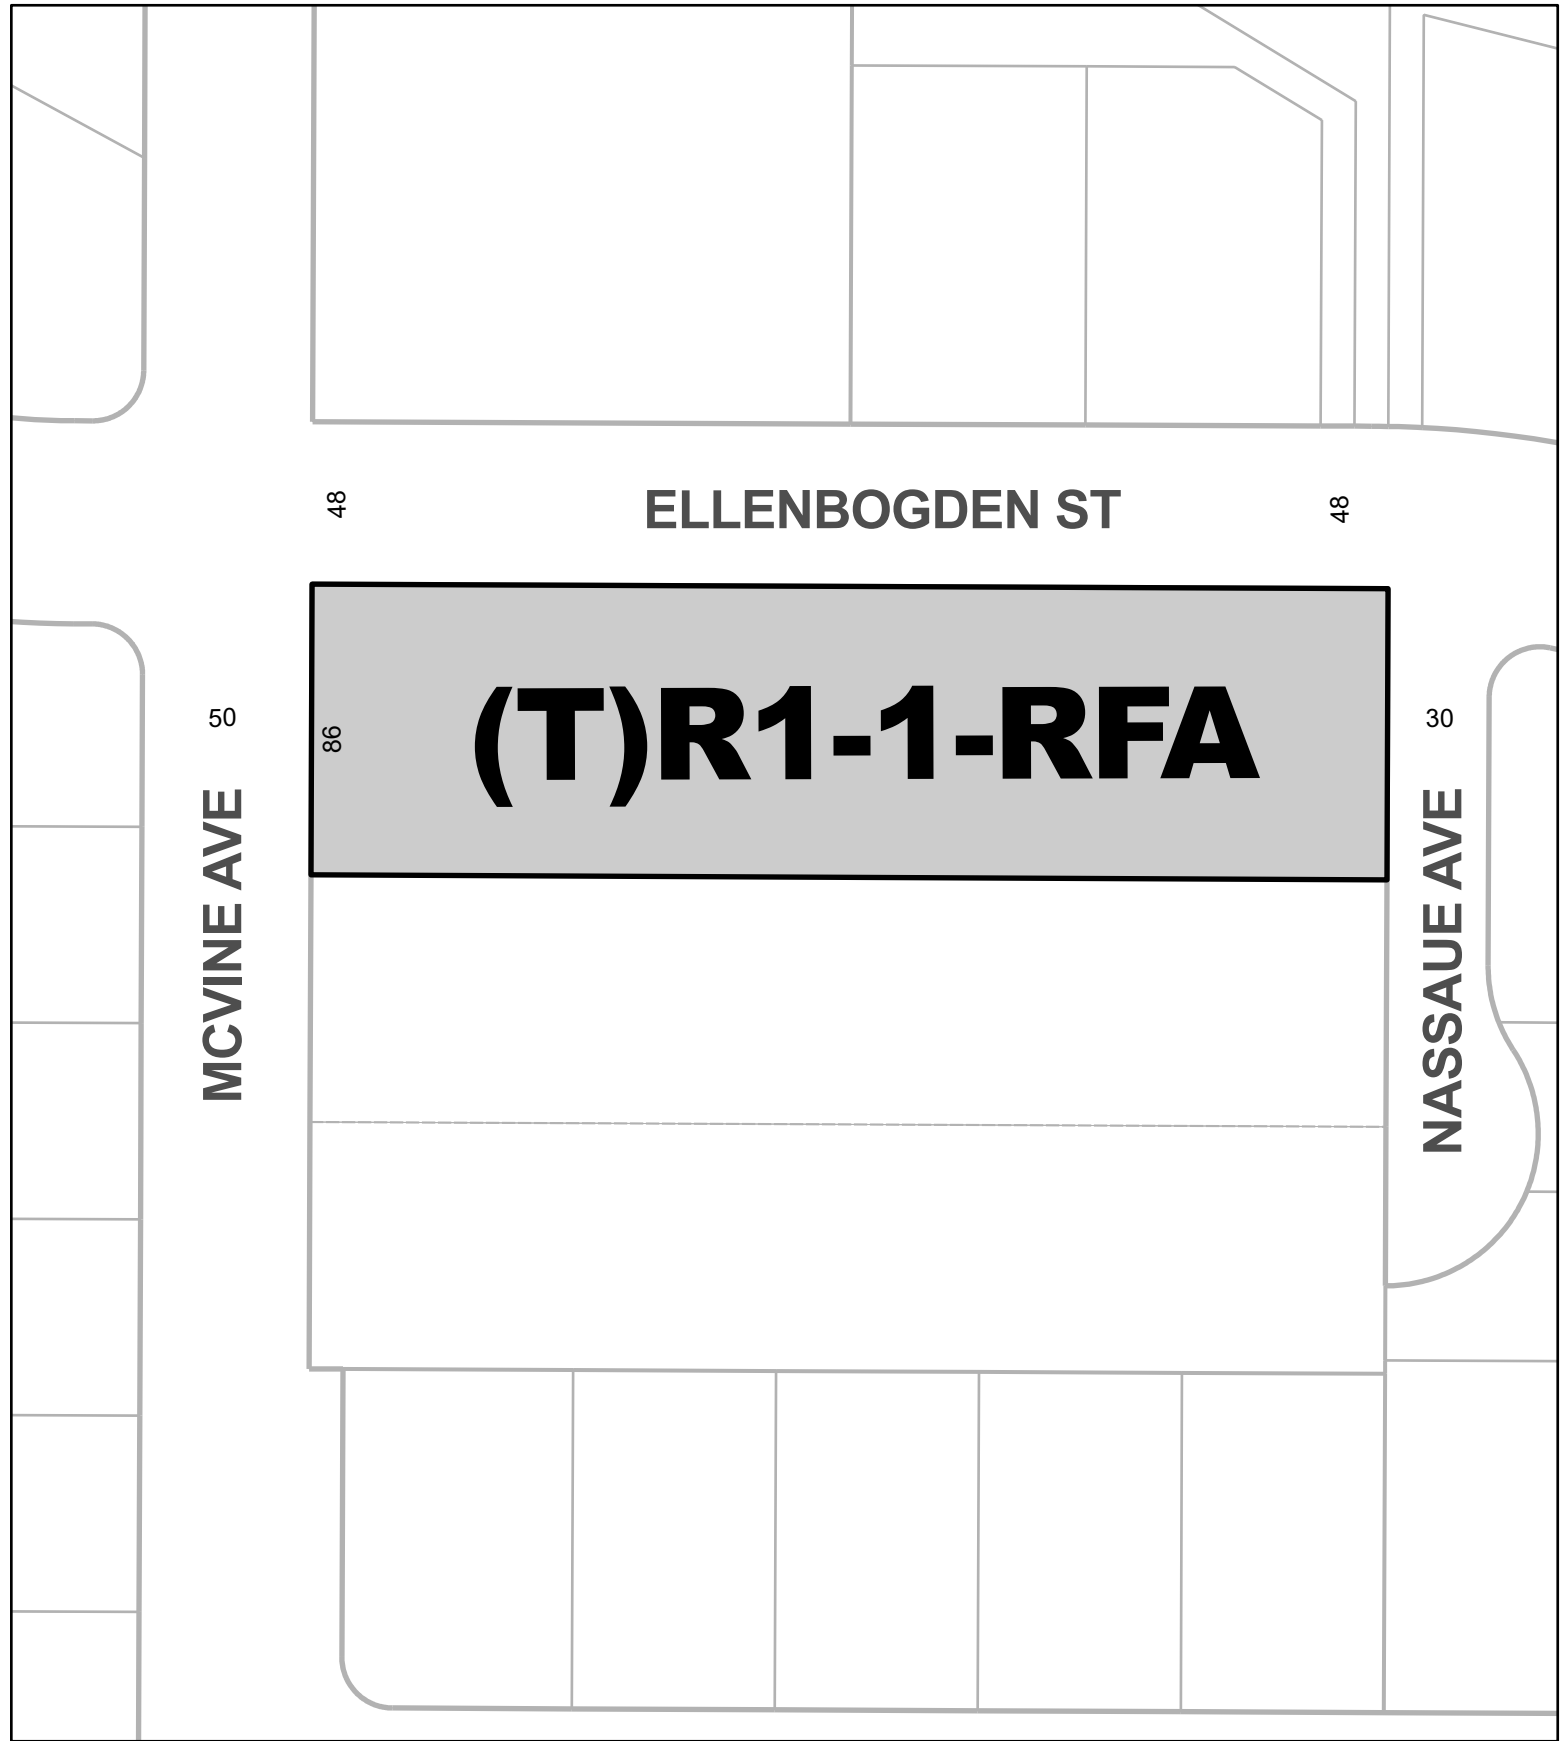 48
ELLENBOGDEN ST
48
(T)R1-1-RFA
50
86
30
MCVINE AVE
NASSAUE AVE